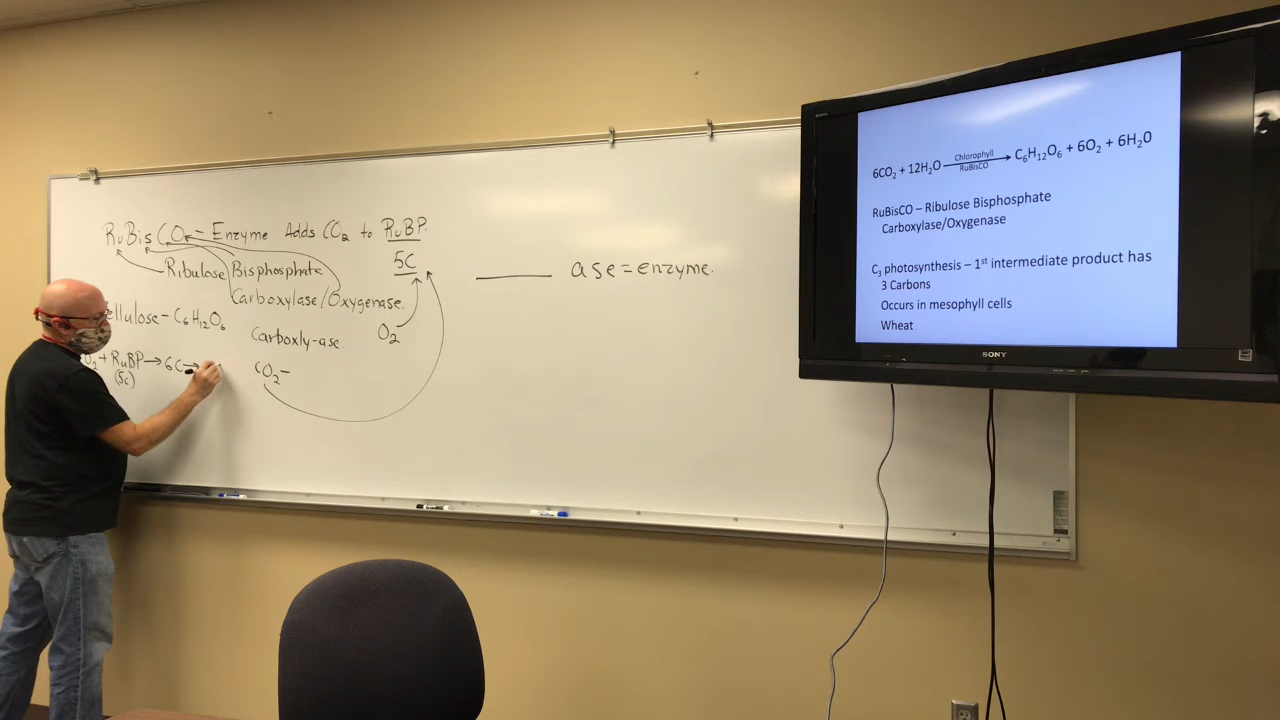 RuBisCO - Enzyme Adds CO2 to RuBP.
Ribulose Bisphosphate
5C
Carboxylase/Oxygenase.
ellulose - C6H12O6
Carboxly-ase.
O2
O2 + RuBP → 6C →
(5C)
CO2 -
ase = enzyme.
6CO2 + 12H2O Chlorophyll RuBisCO → C6H12O6 + 6O2 + 6H2O
RuBisCO – Ribulose Bisphosphate
Carboxylase/Oxygenase
C3 photosynthesis – 1st intermediate product has
3 Carbons
Occurs in mesophyll cells
Wheat
SONY